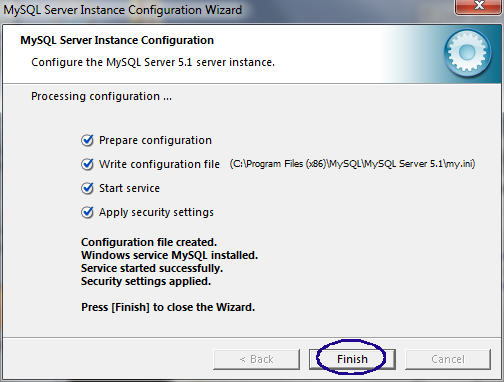 MySQL Server Instance Configuration Wizard
MySQL Server Instance Configuration
Configure the MySQL Server 5.1 server instance.
Processing configuration ...
Prepare configuration
Write configuration file (C:\Program Files (x86)\MySQL\MySQL Server 5.1\my.ini)
Start service
Apply security settings
Configuration file created.
Windows service MySQL installed.
Service started successfully.
Security settings applied.
Press [Finish] to close the Wizard.
< Back Finish Cancel